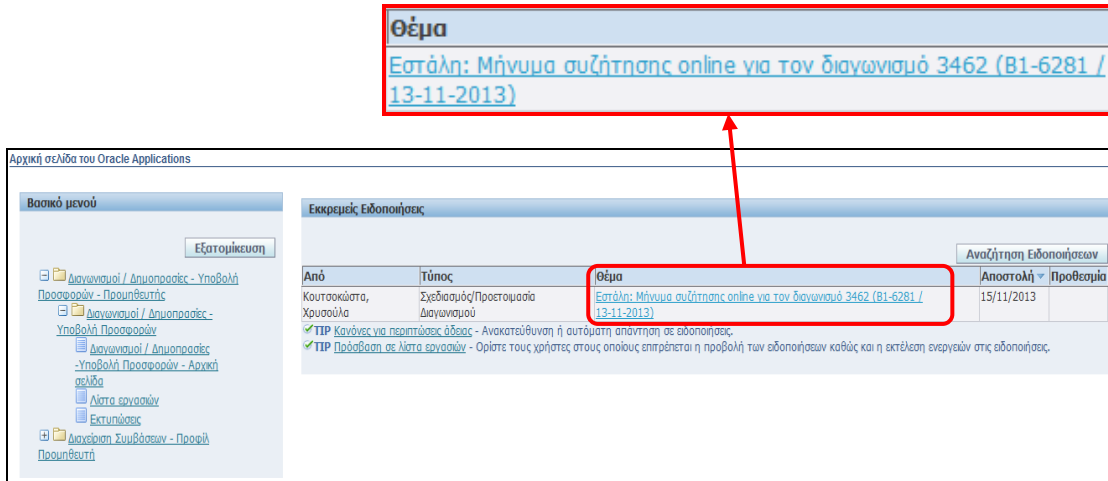 Θέμα
Εστάλη: Μήνυμα συζήτησης online για τον διαγωνισμό 3462 (Β1-6281 /
13-11-2013)
Αρχική σελίδα του Oracle Applications
Βασικό μενού
Εξατομίκευση
Διαγωνισμοί / Δημοπρασίες - Υποβολή
Προσφορών - Προμηθευτής
Διαγωνισμοί / Δημοπρασίες -
Υποβολή Προσφορών
Διαγωνισμοί / Δημοπρασίες
-Υποβολή Προσφορών - Αρχική
σελίδα
Λίστα εργασιών
Εκτυπώσεις
Διαχείριση Συμβάσεων - Προφίλ
Προμηθευτή
Εκκρεμείς Ειδοποιήσεις
Αναζήτηση Ειδοποιήσεων
Από Τύπος Θέμα Αποστολή Προθεσμία
Κουτσοκώστα, Σχεδιασμός/Προετοιμασία Εστάλη: Μήνυμα συζήτησης online για τον διαγωνισμό 3462 (Β1-6281 / 15/11/2013
Χρυσούλα Διαγωνισμού 13-11-2013)
TIP Κανόνες για περιπτώσεις άδειας - Ανακατεύθυνση ή αυτόματη απάντηση σε ειδοποιήσεις.
TIP Πρόσβαση σε λίστα εργασιών - Ορίστε τους χρήστες στους οποίους επιτρέπεται η προβολή των ειδοποιήσεων καθώς και η εκτέλεση ενεργειών στις ειδοποιήσεις.